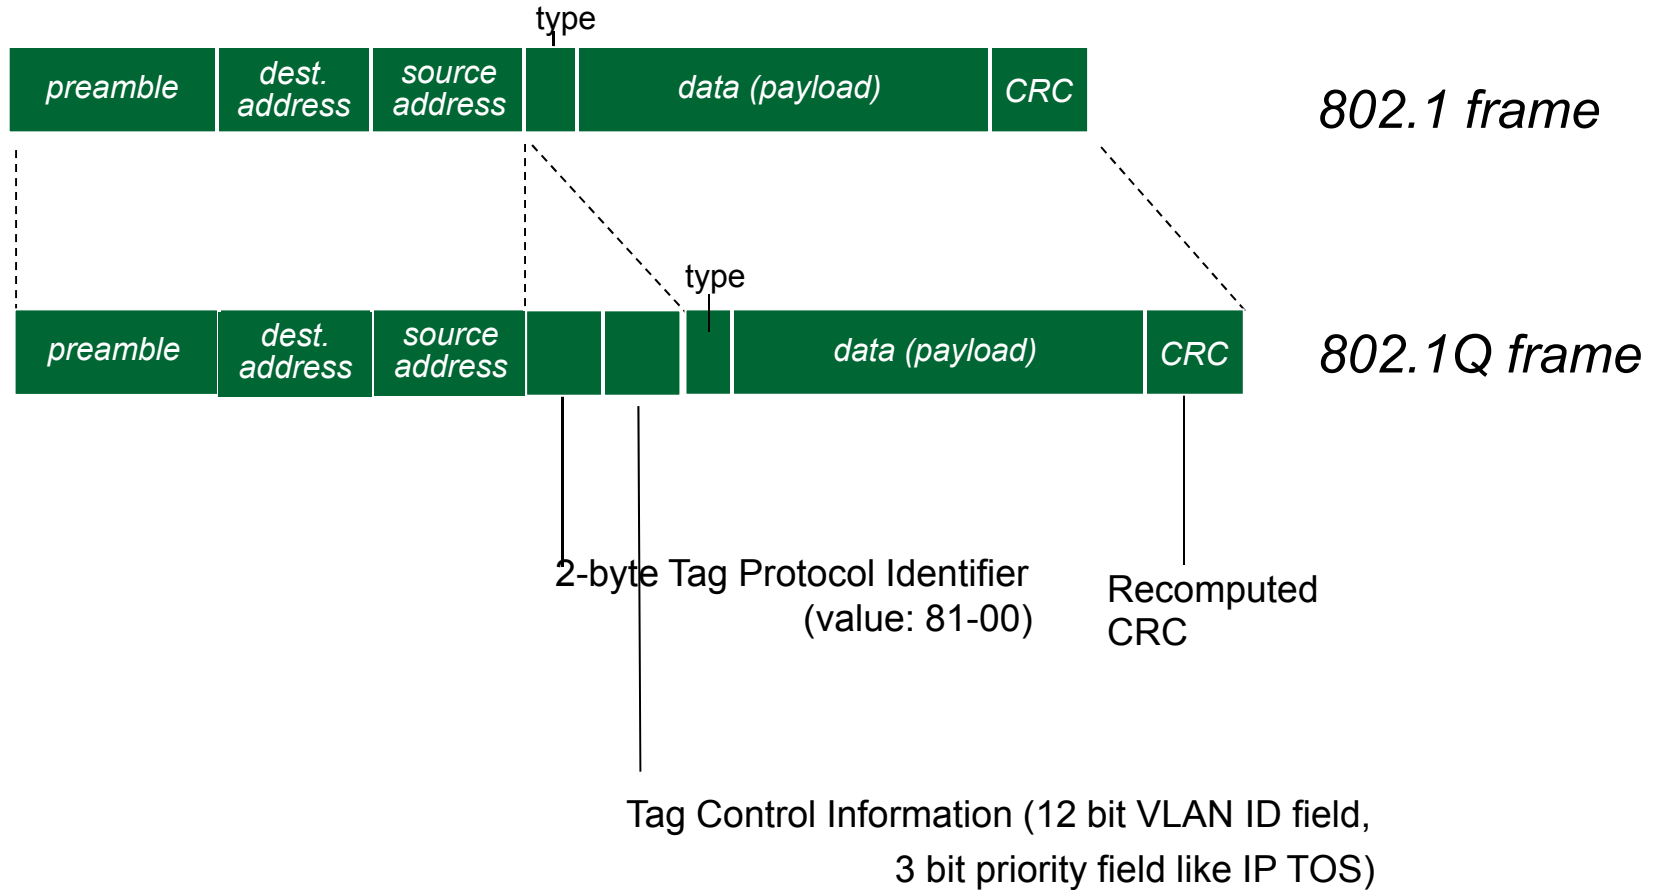 type
preamble
dest.
address
source
address
data (payload)
CRC
802.1 frame
type
preamble
dest.
address
source
address
data (payload)
CRC
802.1Q frame
2-byte Tag Protocol Identifier
(value: 81-00)
Recomputed
CRC
Tag Control Information (12 bit VLAN ID field,
3 bit priority field like IP TOS)